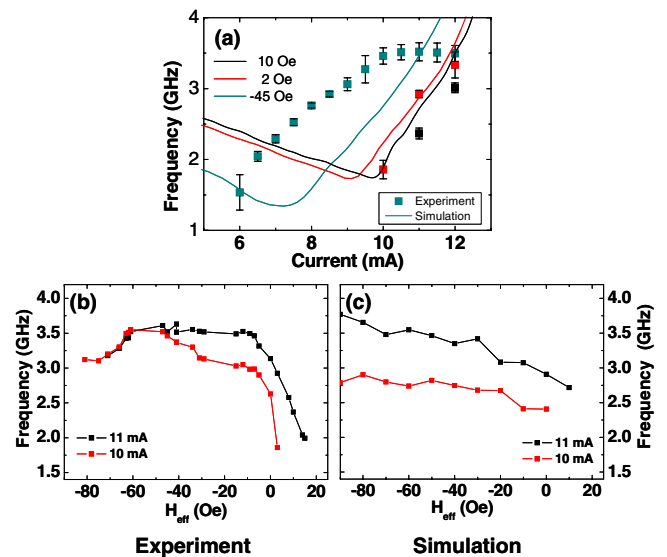 (a)
10 Oe
2 Oe
-45 Oe
4
3
2
1
Frequency (GHz)
Experiment
Simulation
6 8 10 12
Current (mA)
(b)
4.0
3.5
3.0
2.5
2.0
1.5
Frequency (GHz)
11 mA
10 mA
-80 -60 -40 -20 0 20
Heff (Oe)
Experiment
(c)
4.0
3.5
3.0
2.5
2.0
1.5
Frequency (GHz)
11 mA
10 mA
-80 -60 -40 -20 0 20
Heff (Oe)
Simulation